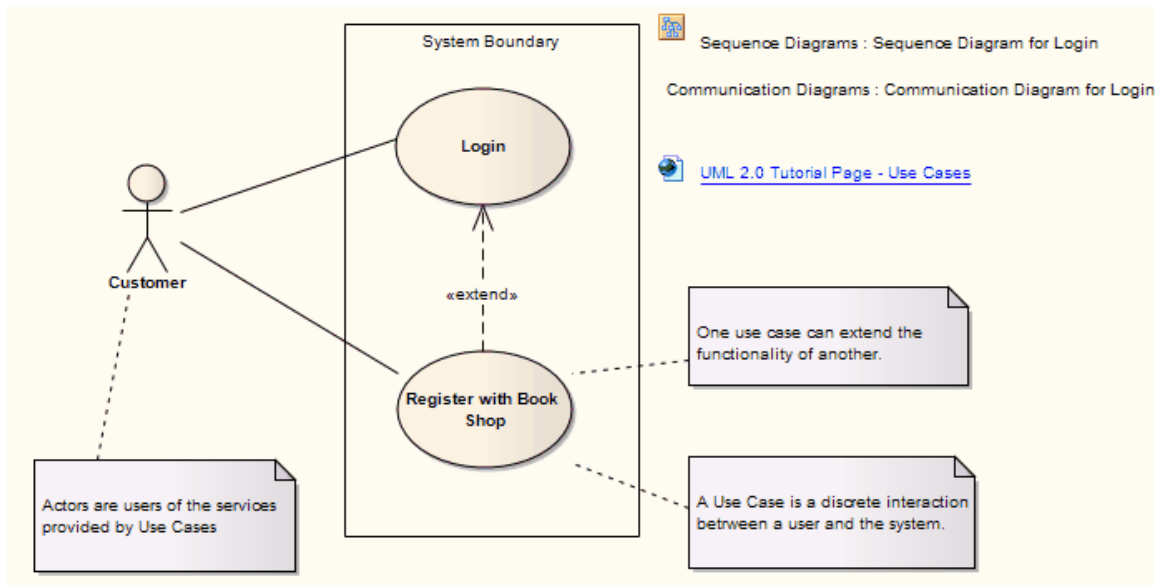 System Boundary
Sequence Diagrams : Sequence Diagram for Login
Communication Diagrams : Communication Diagram for Login
Login
UML 2.0 Tutorial Page - Use Cases
Customer
«extend»
One use case can extend the
functionality of another.
Register with Book
Shop
Actors are users of the services
provided by Use Cases
A Use Case is a discrete interaction
betrween a user and the system.